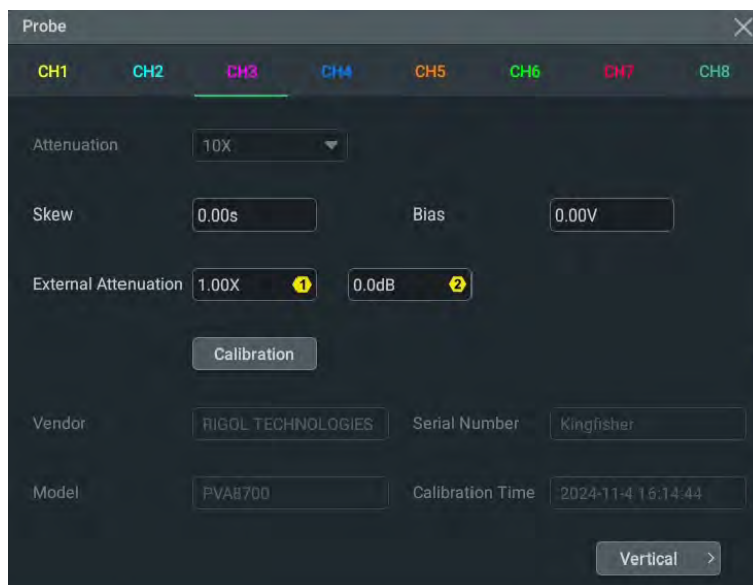 Probe
CH1 CH2 CH3 CH4 CH5 CH6 CH7 CH8
Attenuation 10X
Skew 0.00s Bias 0.00V
External Attenuation 1.00X 1 0.0dB 2
Calibration
Vendor RIGOL TECHNOLOGIES Serial Number Kingfisher
Model PVA8700 Calibration Time 2024-11-4 16:14:44
Vertical >